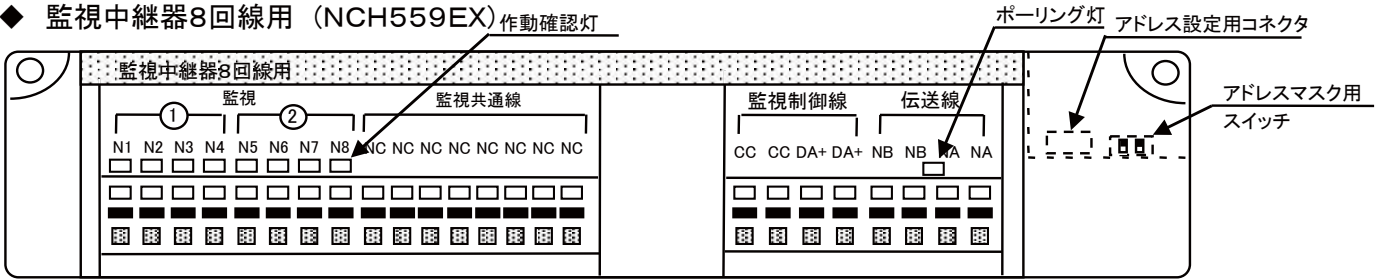 ◆ 監視中継器8回線用 (NCH559EX)
作動確認灯
ポーリング灯
アドレス設定用コネクタ
監視中継器8回線用
アドレスマスク用
スイッチ
監視
監視共通線
監視制御線
伝送線
① ②
N1 N2 N3 N4 N5 N6 N7 N8 NC NC NC NC NC NC NC NC
CC CC DA+ DA+ NB NB NA NA